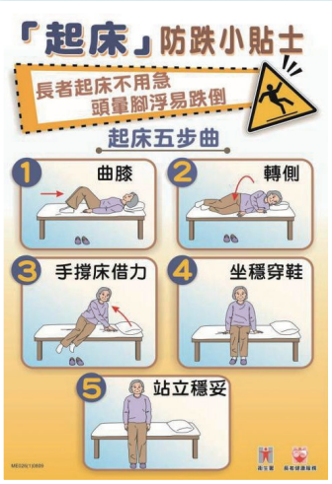 「起床」防跌小貼士
長者起床不用急
頭暈腳浮易跌倒
起床五步曲
1 曲膝
2 轉側
3 手撐床借力
4 坐穩穿鞋
5 站立穩妥
衞生署
長者健康服務